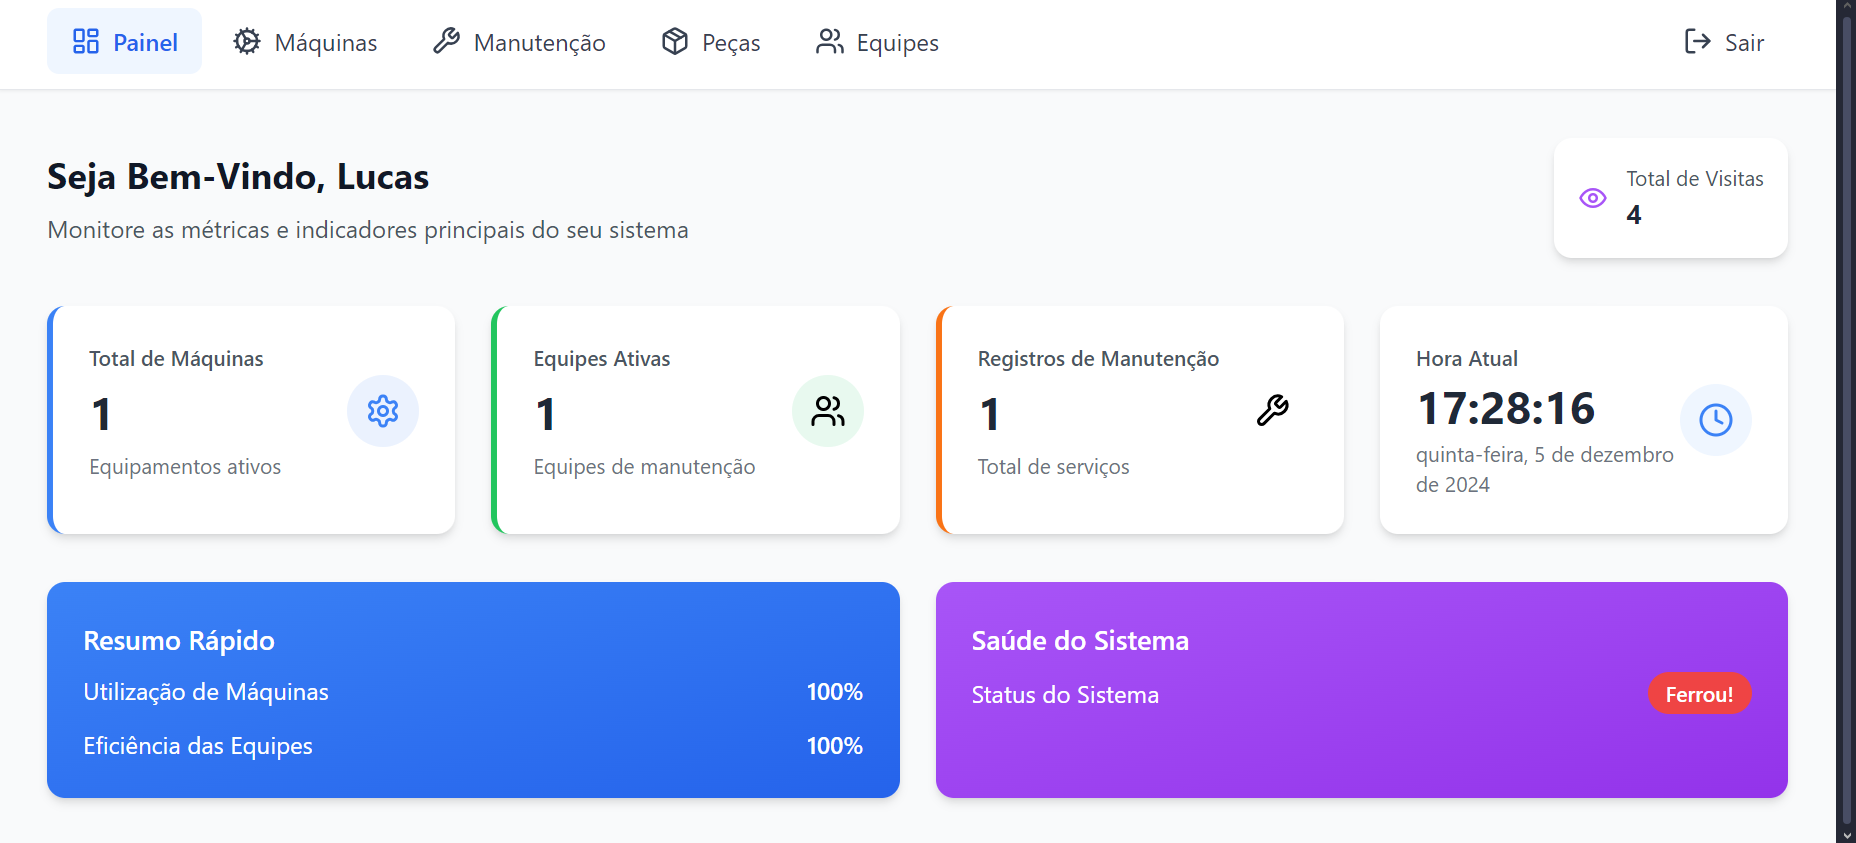 Painel
Máquinas
Manutenção
Peças
Equipes
Sair
Seja Bem-Vindo, Lucas
Monitore as métricas e indicadores principais do seu sistema
Total de Visitas
4
Total de Máquinas
1
Equipamentos ativos
Equipes Ativas
1
Equipes de manutenção
Registros de Manutenção
1
Total de serviços
Hora Atual
17:28:16
quinta-feira, 5 de dezembro
de 2024
Resumo Rápido
Utilização de Máquinas 100%
Eficiência das Equipes 100%
Saúde do Sistema
Status do Sistema Ferrou!